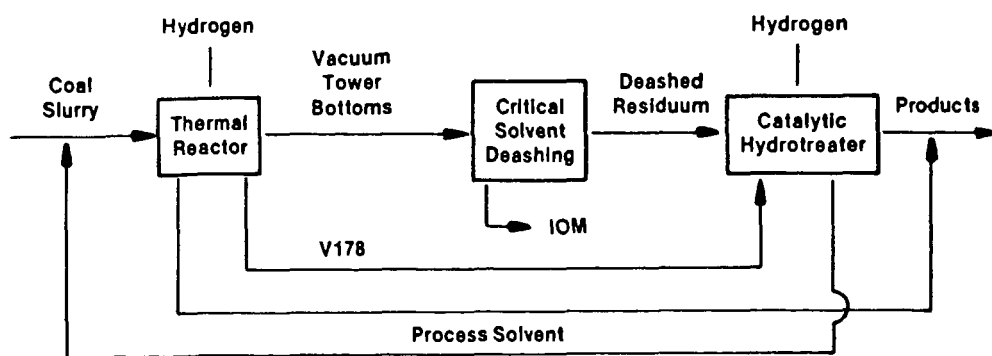 Hydrogen
Hydrogen
Coal
Slurry
Vacuum
Tower
Bottoms
Deashed
Residuum
Products
Thermal
Reactor
Critical
Solvent
Deashing
Catalytic
Hydrotreater
IOM
V178
Process Solvent